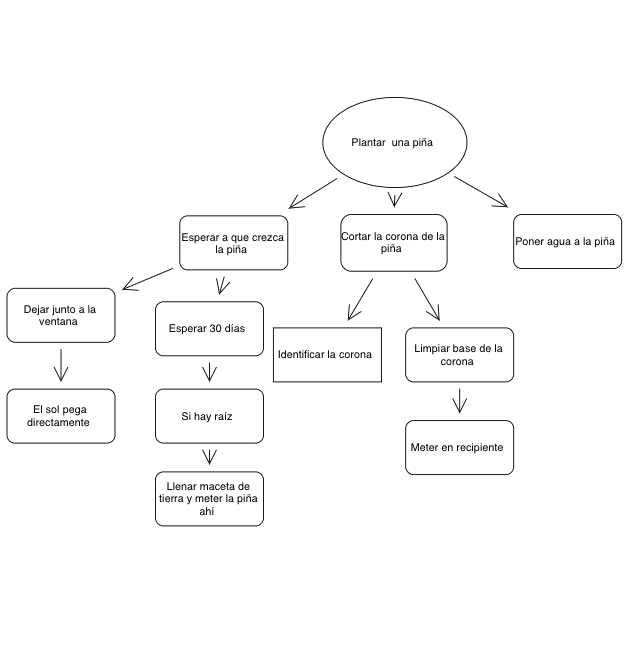 Plantar  una piña
Esperar a que crezca
la piña
Cortar la corona de la
piña
Poner agua a la piña
Dejar junto a la
ventana
Esperar 30 días
Identificar la corona
Limpiar base de la
corona
El sol pega
directamente
Si hay raíz
Meter en recipiente
Llenar maceta de
tierra y meter la piña
ahí